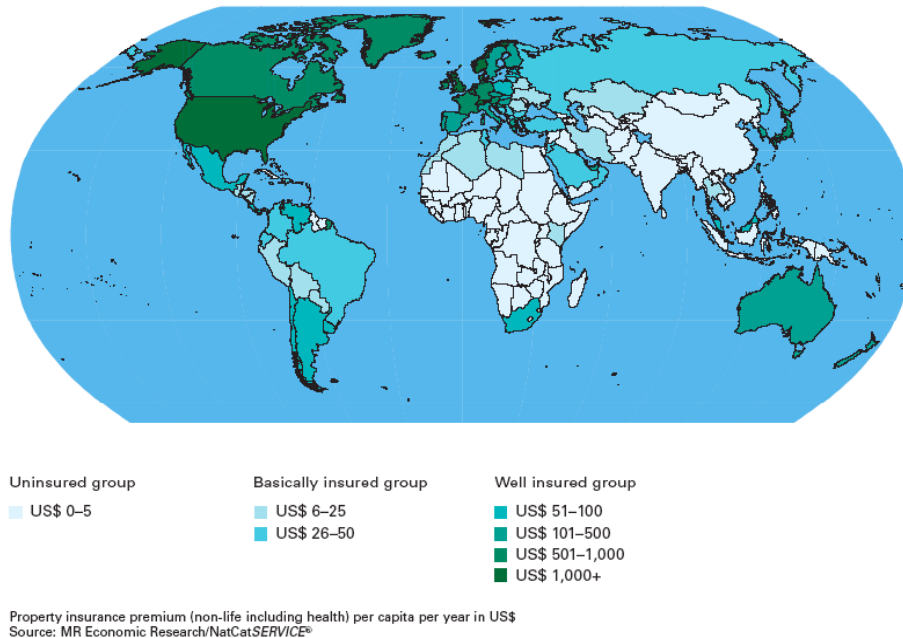 Uninsured group
US$ 0–5
Basically insured group
US$ 6–25
US$ 26–50
Well insured group
US$ 51–100
US$ 101–500
US$ 501–1,000
US$ 1,000+
Property insurance premium (non-life including health) per capita per year in US$
Source: MR Economic Research/NatCatSERVICE®